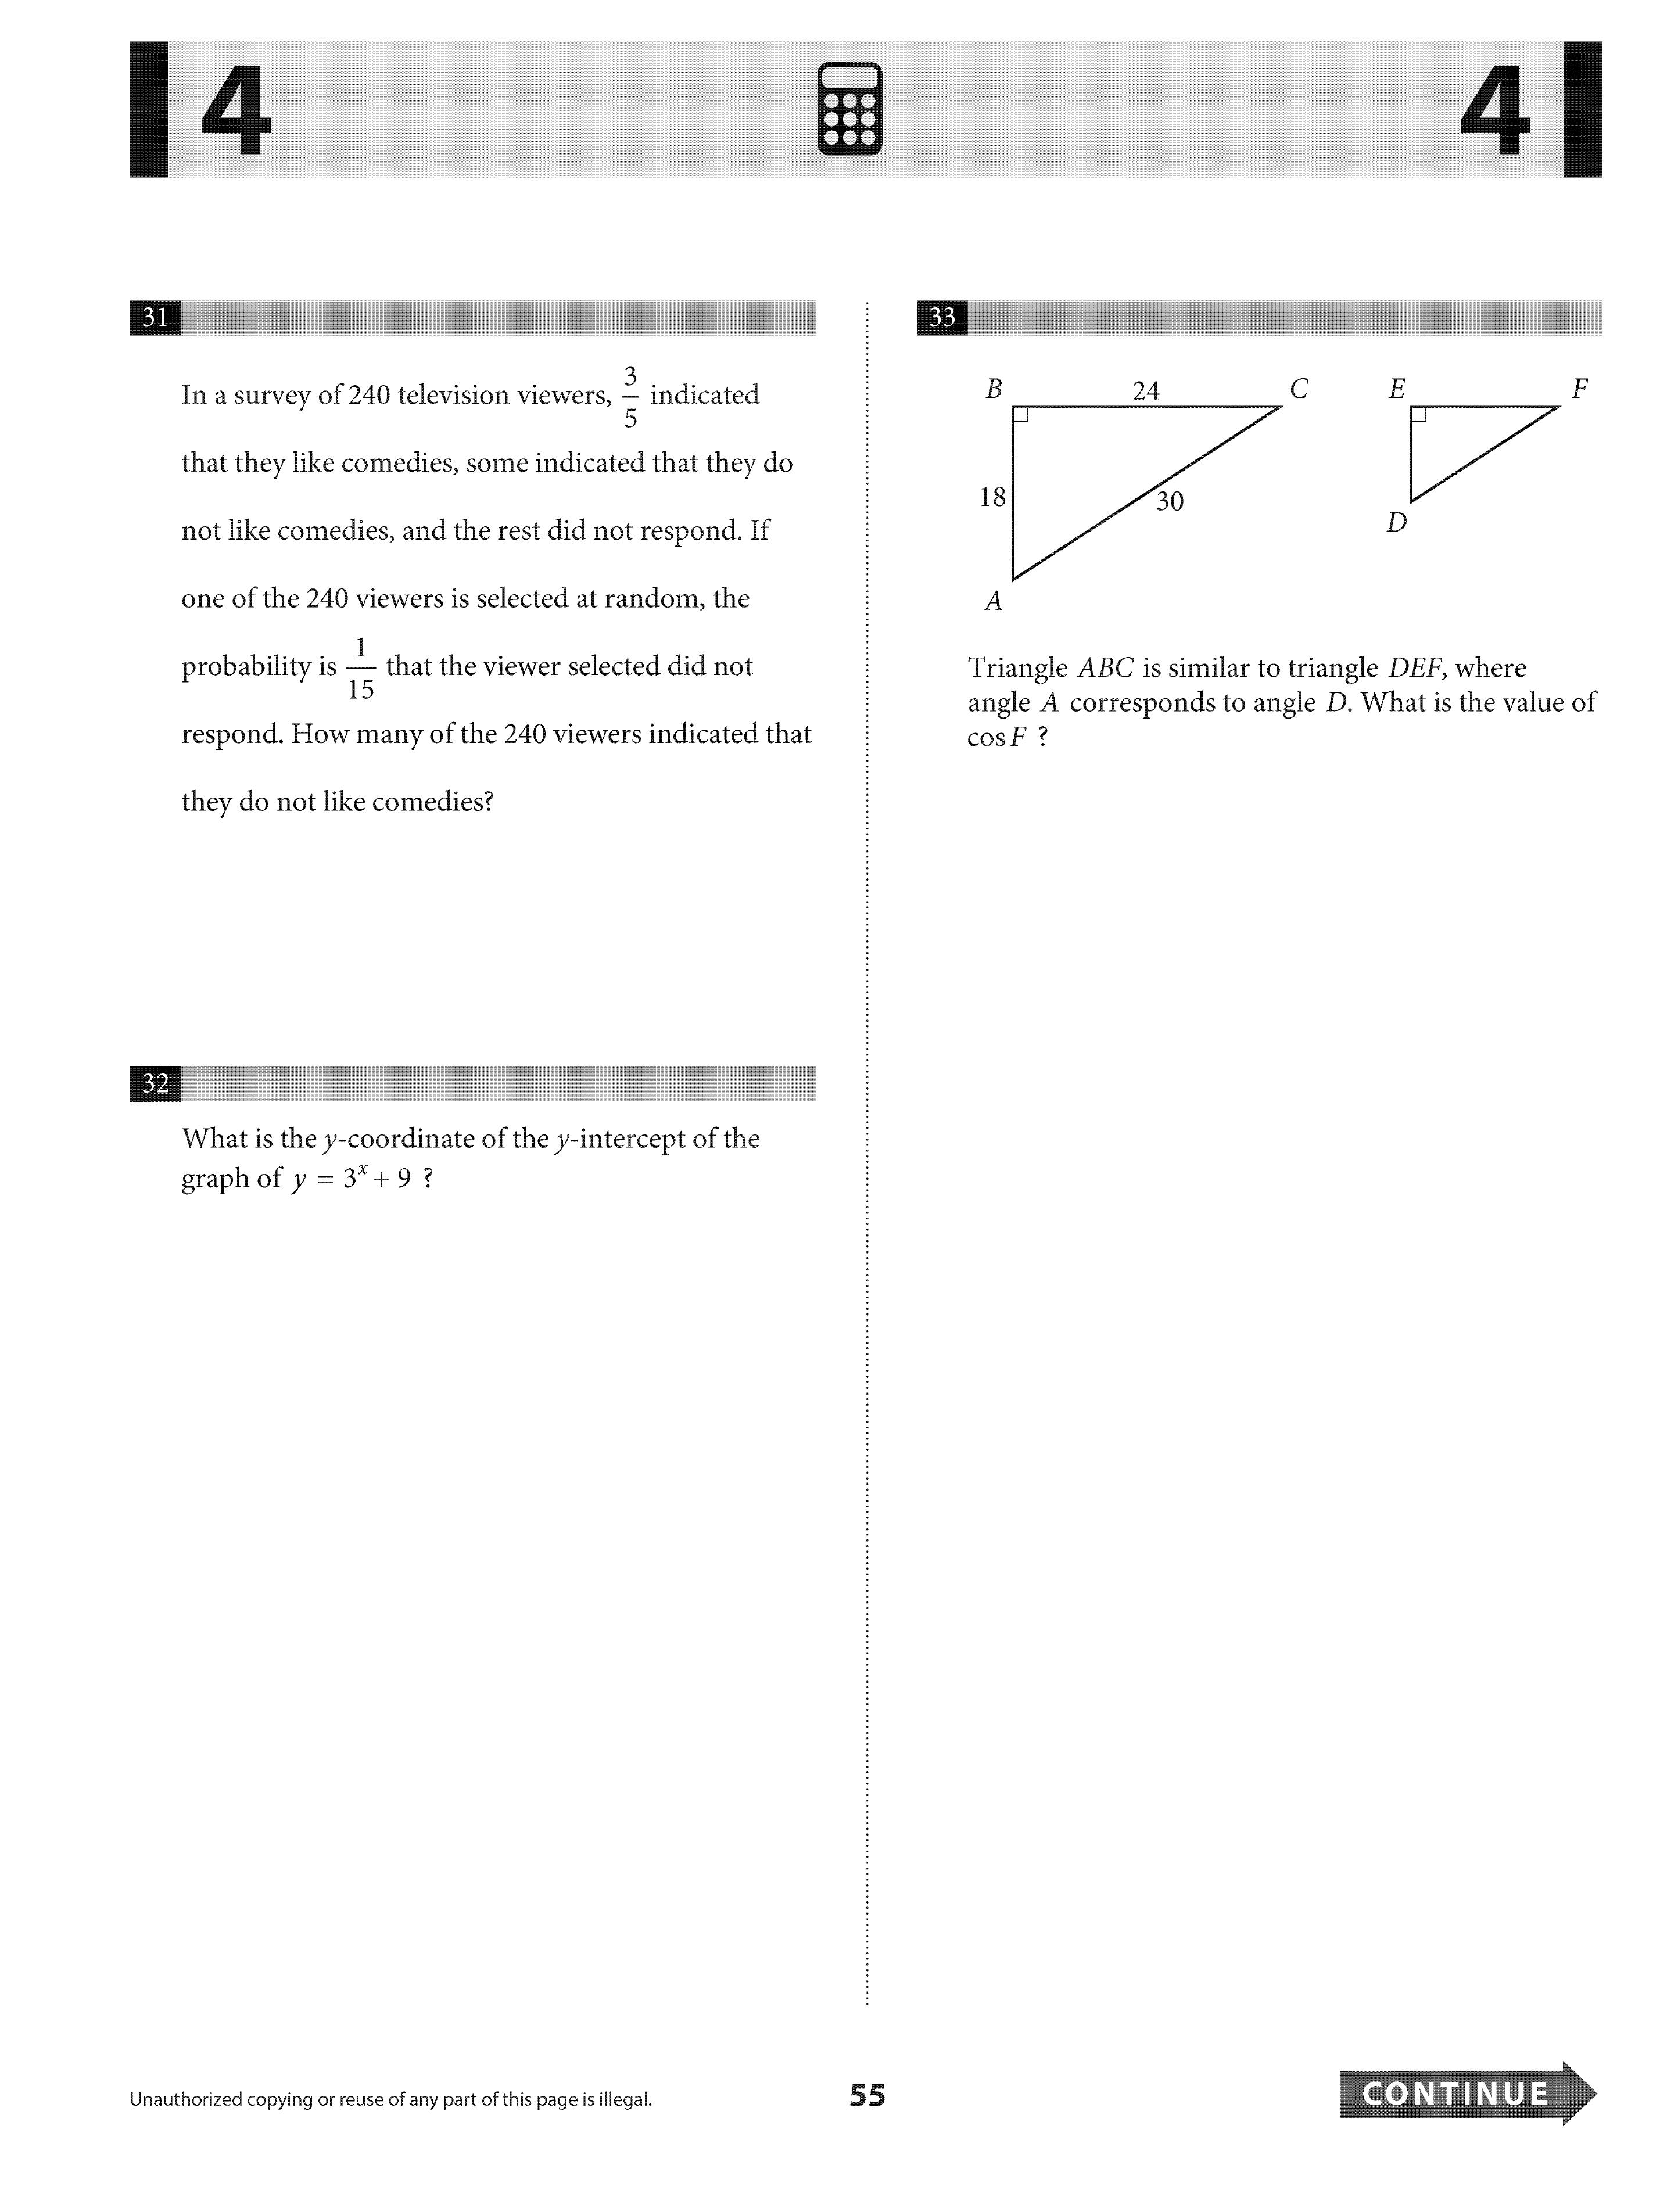 4
4
31
In a survey of 240 television viewers, 3/5 indicated
that they like comedies, some indicated that they do
not like comedies, and the rest did not respond. If
one of the 240 viewers is selected at random, the
probability is 1/15 that the viewer selected did not
respond. How many of the 240 viewers indicated that
they do not like comedies?
32
What is the y-coordinate of the y-intercept of the
graph of y = 3^x + 9 ?
33
B 24 C E F
18 30
D
A
Triangle ABC is similar to triangle DEF, where
angle A corresponds to angle D. What is the value of
cos F ?
Unauthorized copying or reuse of any part of this page is illegal.
55
CONTINUE